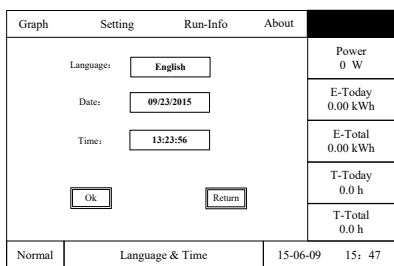 Graph Setting Run-Info About
Language: English
Date: 09/23/2015
Time: 13:23:56
Ok Return
Power
0 W
E-Today
0.00 kWh
E-Total
0.00 kWh
T-Today
0.0 h
T-Total
0.0 h
Normal Language & Time 15-06-09 15: 47